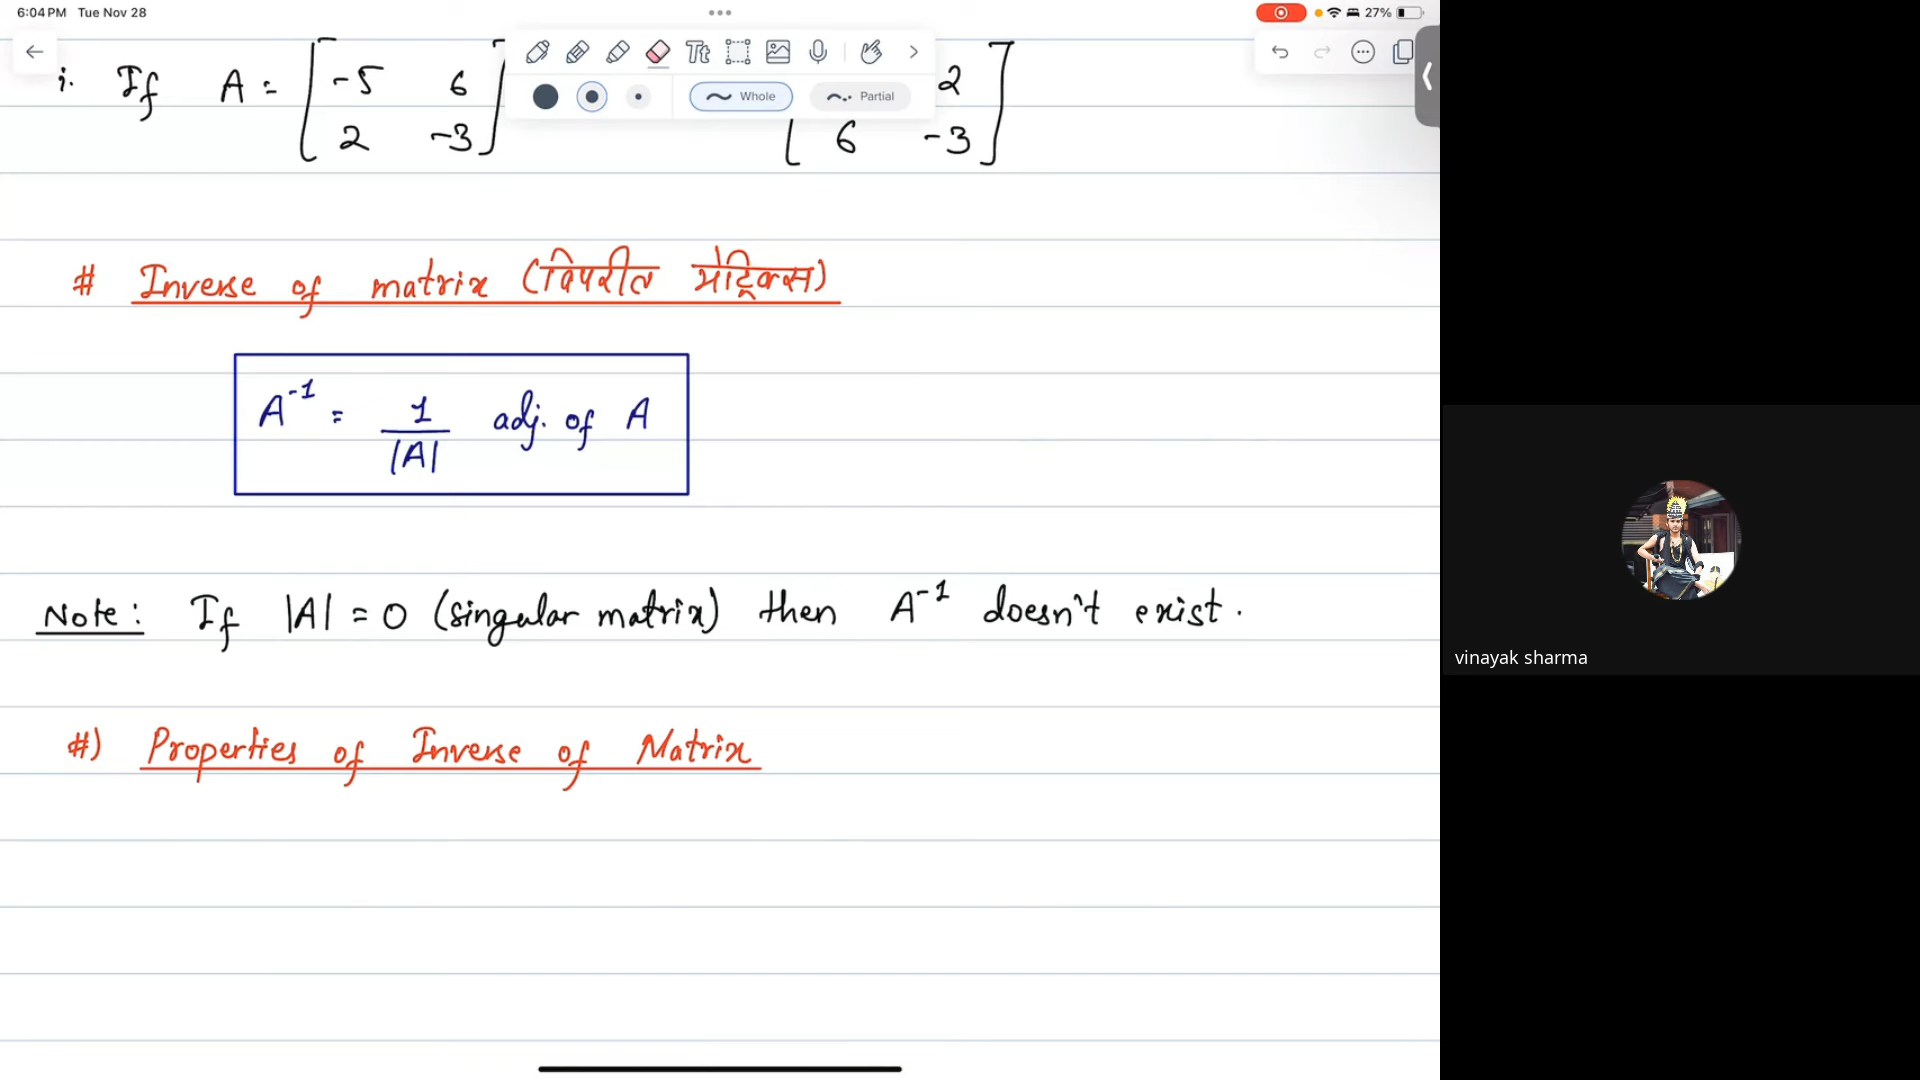 6:04 PM Tue Nov 28
27%
Tt
Whole Partial
i. If A = [ -5 6 2 ]
2 -3 6 -3
# Inverse of matrix (विपरीत मेट्रिक्स)
A⁻¹ = 1/|A| adj. of A
Note: If |A| = 0 (singular matrix) then A⁻¹ doesn't exist.
vinayak sharma
#) Properties of Inverse of Matrix